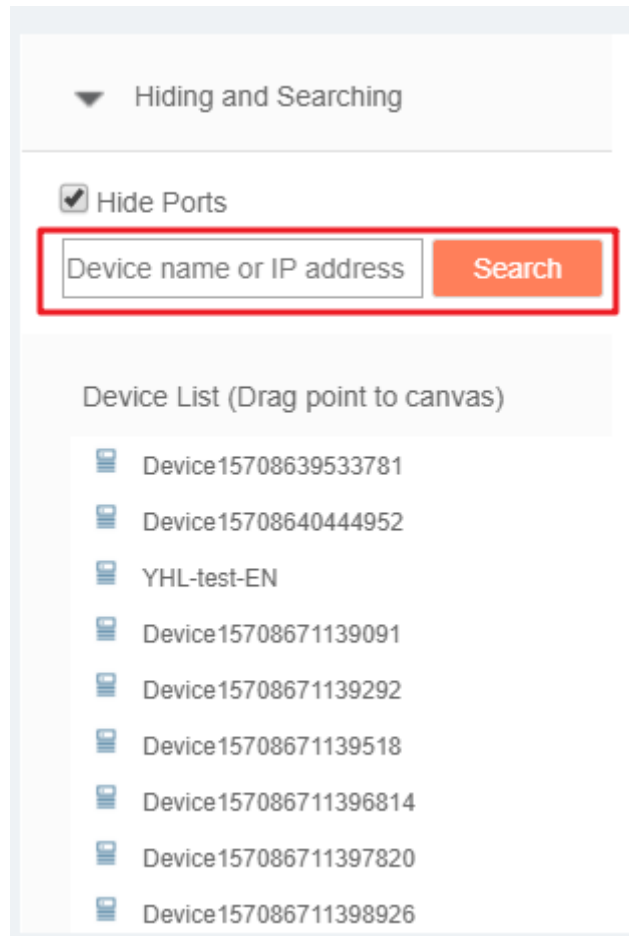 Hiding and Searching
Hide Ports
Device name or IP address Search
Device List (Drag point to canvas)
Device15708639533781
Device15708640444952
YHL-test-EN
Device15708671139091
Device15708671139292
Device15708671139518
Device157086711396814
Device157086711397820
Device157086711398926